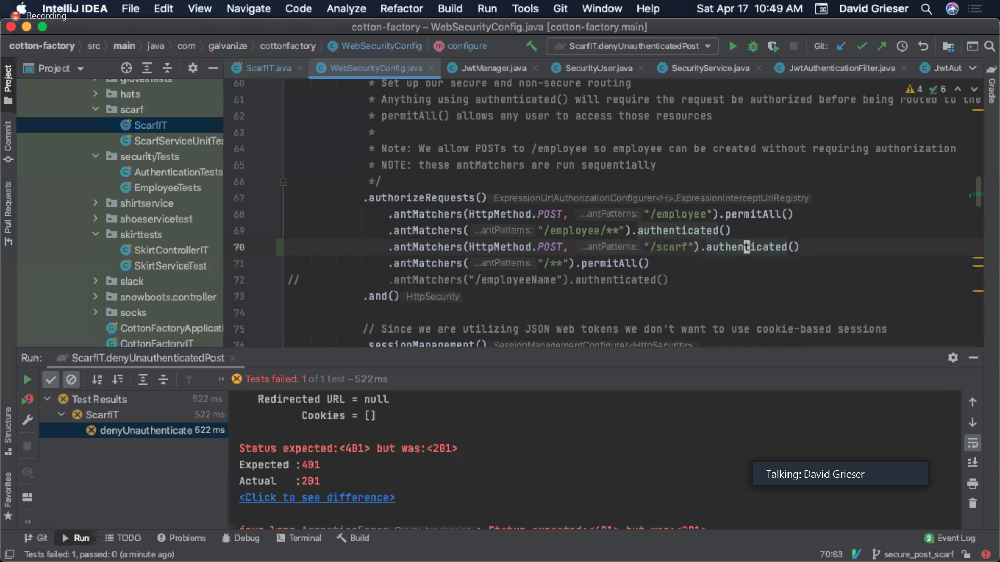 IntelliJ IDEA File Edit View Navigate Code Analyze Refactor Build Run Tools Git Window Help Sat Apr 17 10:49 AM David Grieser
Recording
cotton-factory – WebSecurityConfig.java [cotton-factory.main]
cotton-factory src main java com galvanize cottonfactory WebSecurityConfig configure ScarfIT.denyUnauthenticatedPost Git:
Project ScarfIT.java WebSecurityConfig.java JwtManager.java SecurityUser.java SecurityService.java JwtAuthenticationFilter.java JwtAut
Project
Commit
Pull Requests
Structure
Favorites
Gradle
glovesTests
hats
scarf
ScarfIT
ScarfServiceUnitTes
securityTests
AuthenticationTests
EmployeeTests
shirtservice
shoeservicetest
skirttests
SkirtControllerIT
SkirtServiceTest
slack
snowboots.controller
socks
CottonFactoryApplicati
CottonFactoryIT
4 6
60 * Set up our secure and non-secure routing
61 * Anything using authenticated() will require the request be authorized before being routed to the
62 * permitAll() allows any user to access those resources
63 *
64 * Note: We allow POSTs to /employee so employee can be created without requiring authorization
65 * NOTE: these antMatchers are run sequentially
66 */
67 .authorizeRequests() ExpressionUrlAuthorizationConfigurer<H>.ExpressionInterceptUrlRegistry
68 .antMatchers(HttpMethod.POST, ...antPatterns: "/employee").permitAll()
69 .antMatchers( ...antPatterns: "/employee/**").authenticated()
70 .antMatchers(HttpMethod.POST, ...antPatterns: "/scarf").authenticated()
71 .antMatchers( ...antPatterns: "/**").permitAll()
72 // .antMatchers("/employeeName").authenticated()
73 .and() HttpSecurity
74
75 // Since we are utilizing JSON web tokens we don't want to use cookie-based sessions
76 sessionManagement() SessionManagementConfigurer<HttpSecurity>
Run: ScarfIT.denyUnauthenticatedPost
Tests failed: 1 of 1 test – 522 ms
Test Results 522 ms
ScarfIT 522 ms
denyUnauthenticate 522 ms
Redirected URL = null
Cookies = []
Status expected:<401> but was:<201>
Expected :401
Actual :201
<Click to see difference>
java.lang.AssertionError Create breakpoint : Status expected:<401> but was:<201>
Talking: David Grieser
Git Run TODO Problems Debug Terminal Build 2 Event Log
Tests failed: 1, passed: 0 (a minute ago) 70:63 secure_post_scarf